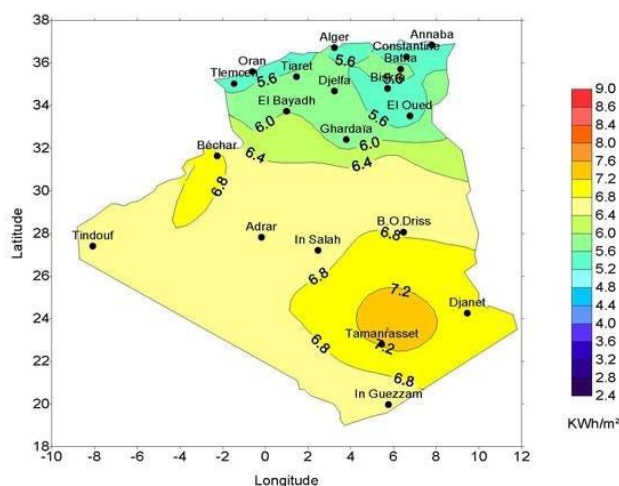 38
36
34
32
30
28
26
24
22
20
18
Latitude
-10 -8 -6 -4 -2 0 2 4 6 8 10 12
Longitude
Annaba
Alger
Constantine
Oran
Tiaret
5.6
Batna
Tlemcen
5.6
Djelfa
5.6
El Bayadh
El Oued
5.6
6.0
Ghardaïa
6.0
Béchar
6.4
6.4
6.8
B.O.Driss
6.8
Tindouf
Adrar
In Salah
6.8
7.2
Djanet
Tamanrasset
7.2
6.8
6.8
In Guezzam
9.0
8.4
7.8
7.6
7.2
6.8
6.4
6.0
5.6
5.2
4.8
4.4
4.0
3.6
3.2
2.8
2.4
KWh/m²